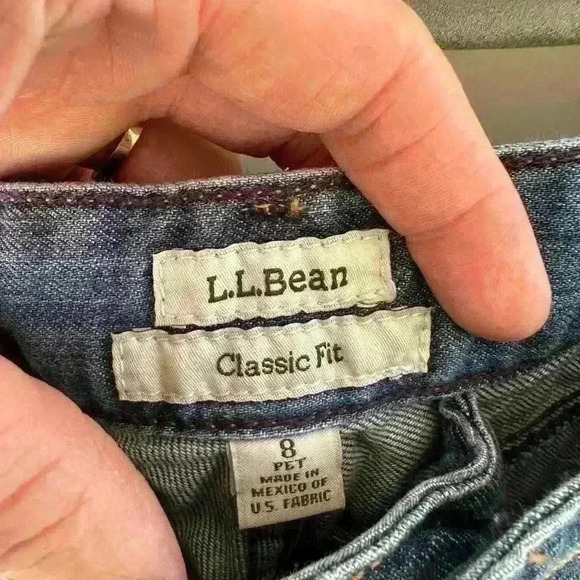 L.L.Bean
Classic Fit
8
PET
MADE IN
MEXICO OF
U.S. FABRIC